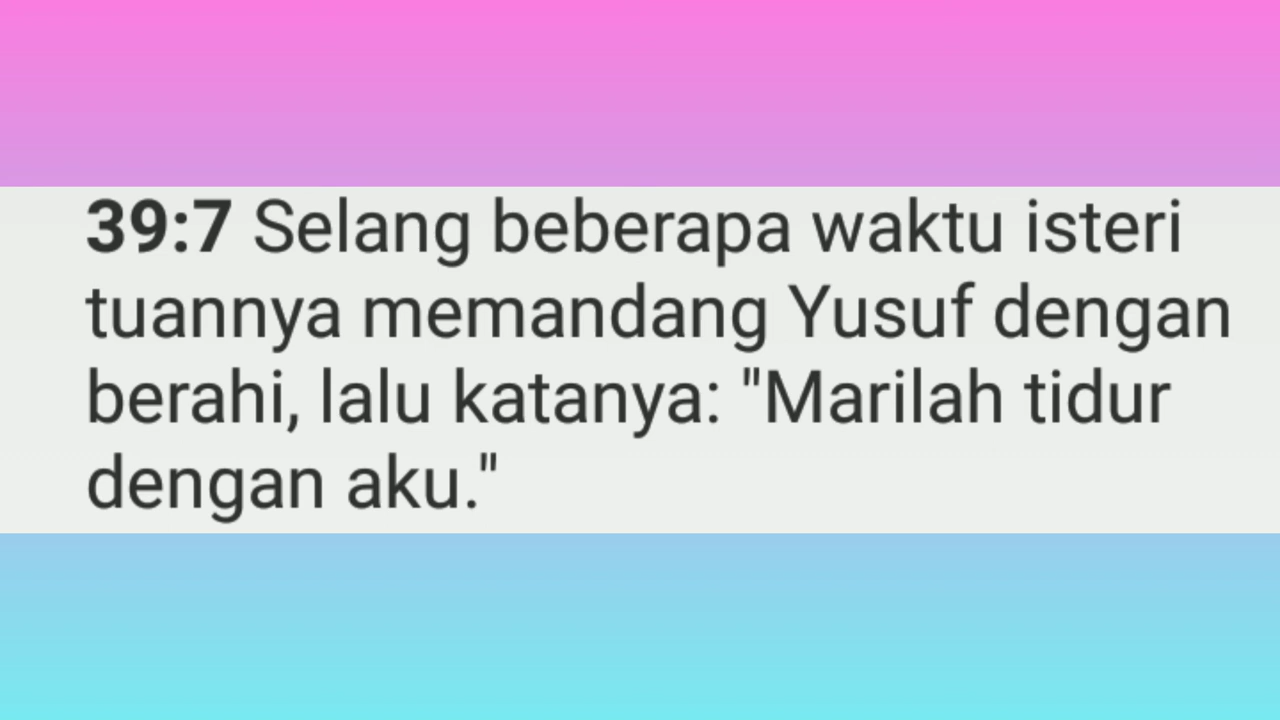 39:7 Selang beberapa waktu isteri
tuannya memandang Yusuf dengan
berahi, lalu katanya: "Marilah tidur
dengan aku."